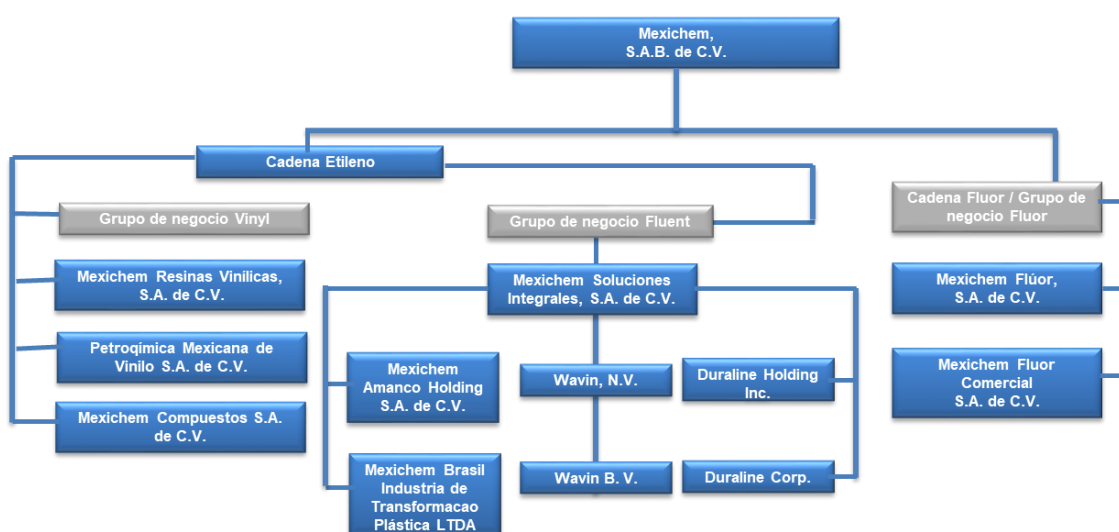 Mexichem,
S.A.B. de C.V.
Cadena Etileno
Grupo de negocio Vinyl
Mexichem Resinas Vinílicas,
S.A. de C.V.
Petroqímica Mexicana de
Vinilo S.A. de C.V.
Mexichem Compuestos S.A.
de C.V.
Grupo de negocio Fluent
Mexichem Soluciones
Integrales, S.A. de C.V.
Mexichem
Amanco Holding
S.A. de C.V.
Mexichem Brasil
Industria de
Transformacao
Plástica LTDA
Wavin, N.V.
Wavin B. V.
Duraline Holding
Inc.
Duraline Corp.
Cadena Fluor / Grupo de
negocio Fluor
Mexichem Flúor,
S.A. de C.V.
Mexichem Fluor
Comercial
S.A. de C.V.